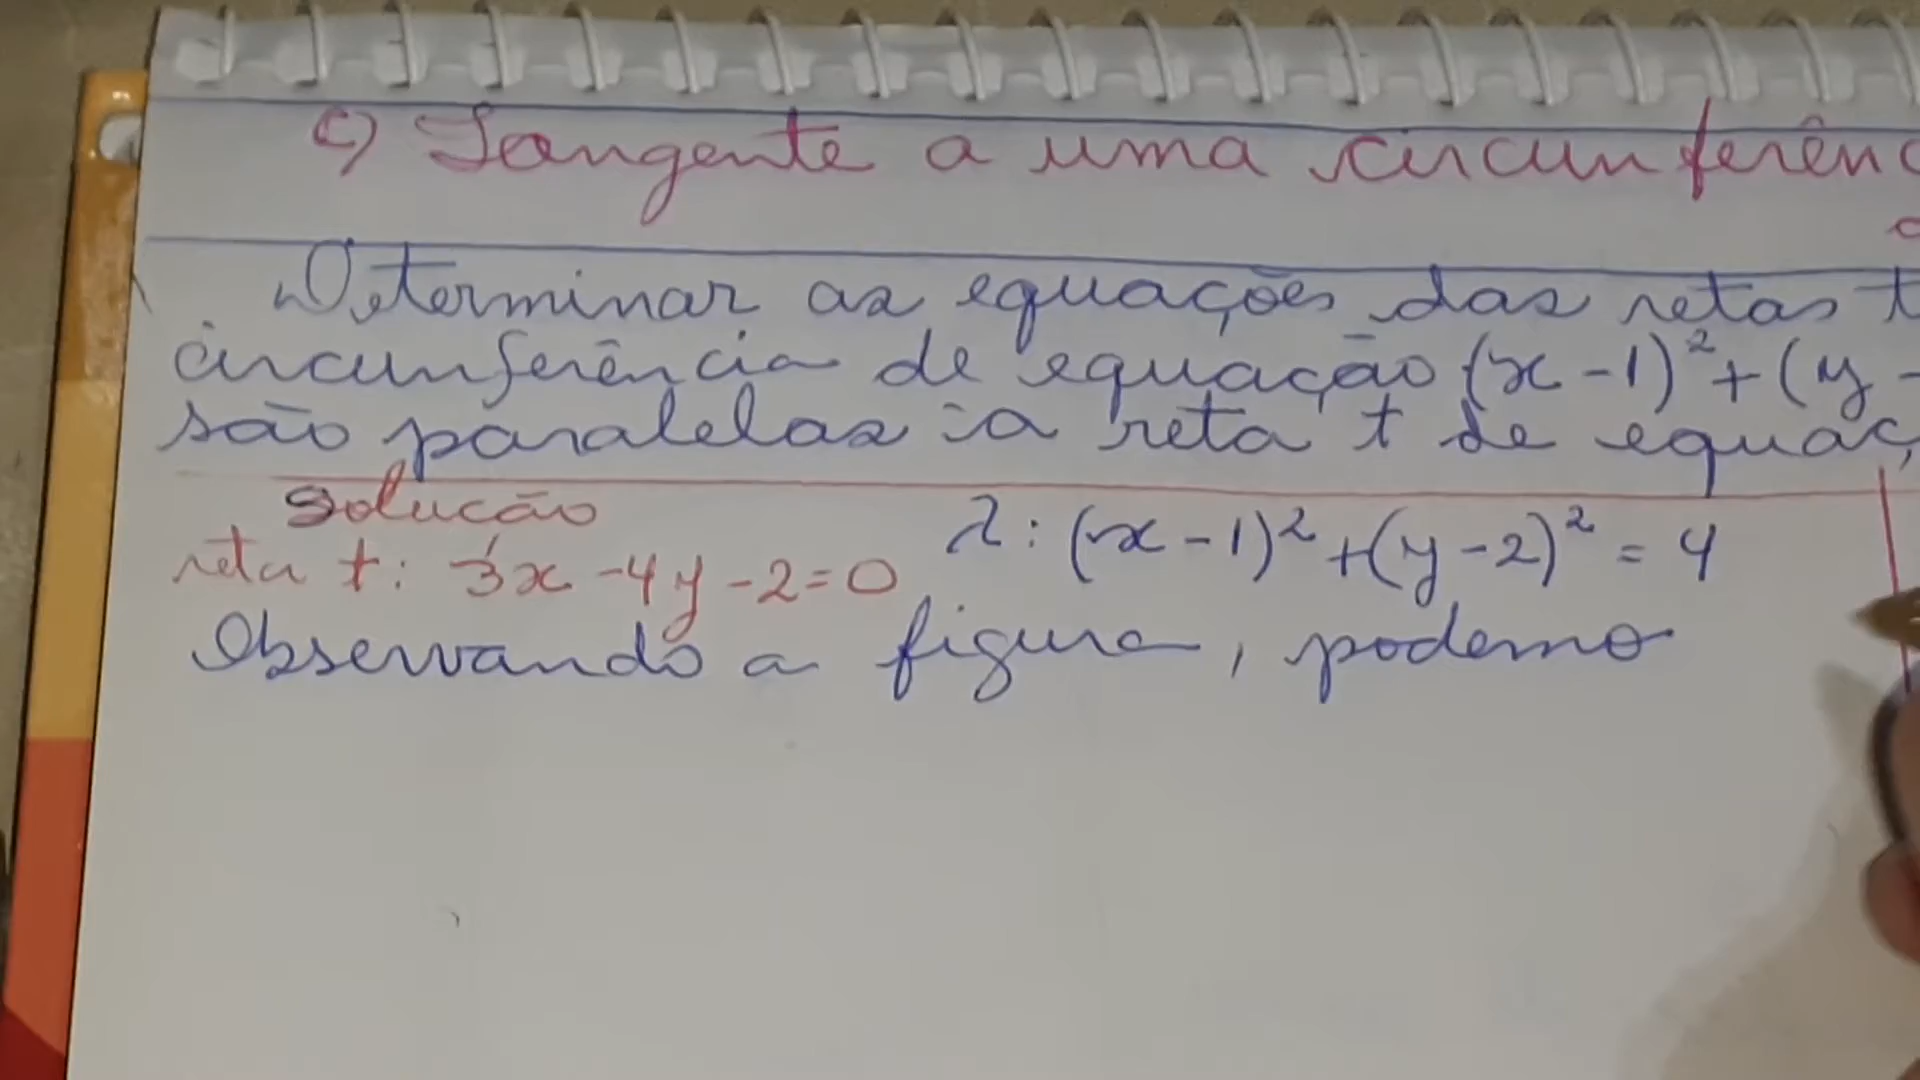 c) Tangente a uma circunferênc
Determinar as equações das retas t
circunferência de equação (x-1)²+(y-
são paralelas a reta t de equaç
Solução
λ: (x-1)²+(y-2)²=4
reta t: 3x-4y-2=0
Observando a figura, podemo